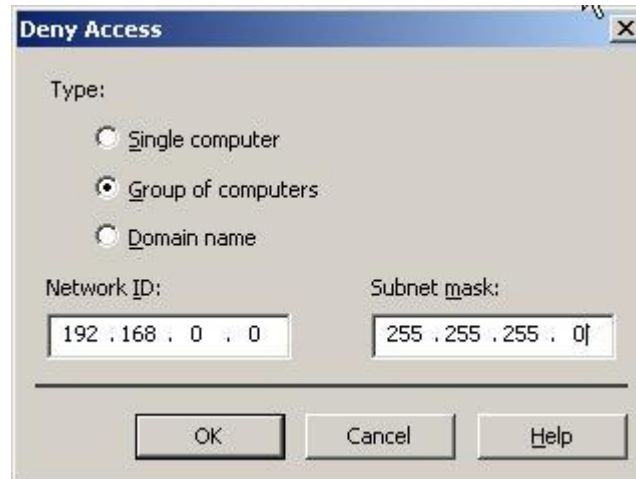 Deny Access
Type:
Single computer
Group of computers
Domain name
Network ID: Subnet mask:
192 . 168 . 0 . 0 255 . 255 . 255 . 0
OK Cancel Help